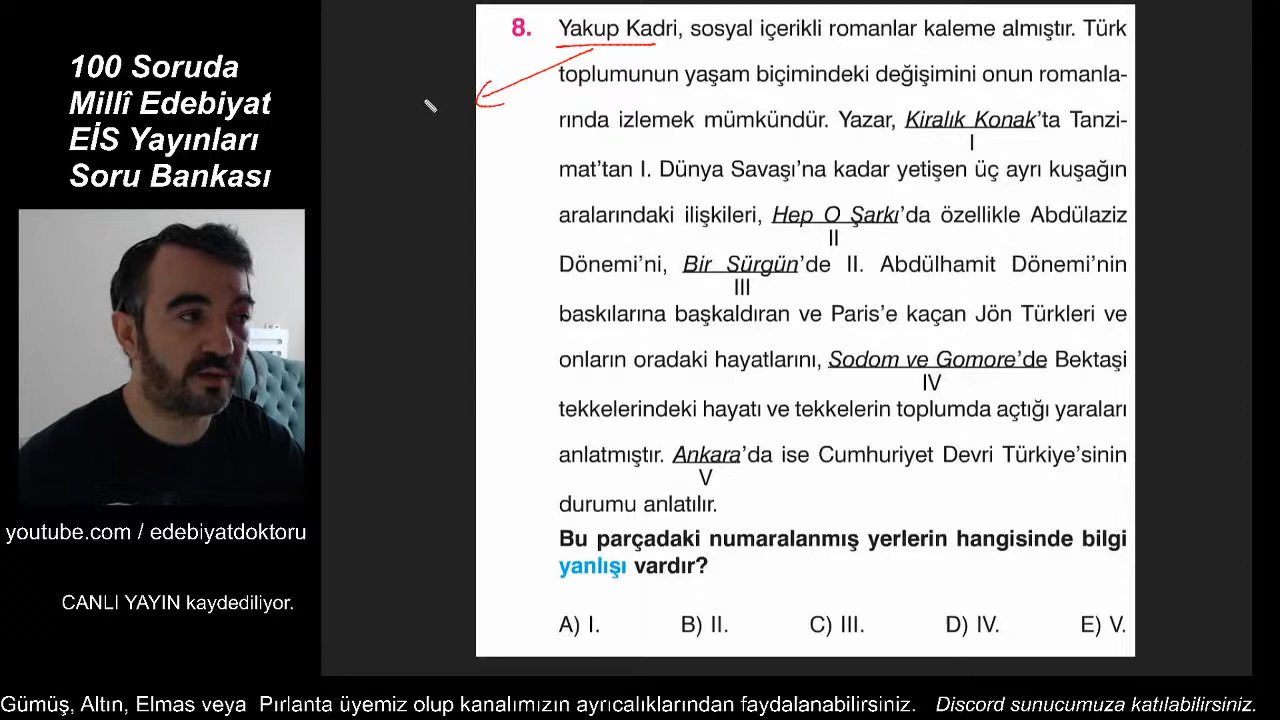 100 Soruda
Millî Edebiyat
EİS Yayınları
Soru Bankası
youtube.com / edebiyatdoktoru
CANLI YAYIN kaydediliyor.
8. Yakup Kadri, sosyal içerikli romanlar kaleme almıştır. Türk
toplumunun yaşam biçimindeki değişimini onun romanla-
rında izlemek mümkündür. Yazar, Kiralık Konak’ta Tanzi-
I
mat’tan I. Dünya Savaşı’na kadar yetişen üç ayrı kuşağın
aralarındaki ilişkileri, Hep O Şarkı’da özellikle Abdülaziz
II
Dönemi’ni, Bir Sürgün’de II. Abdülhamit Dönemi’nin
III
baskılarına başkaldıran ve Paris’e kaçan Jön Türkleri ve
onların oradaki hayatlarını, Sodom ve Gomore’de Bektaşi
IV
tekkelerindeki hayatı ve tekkelerin toplumda açtığı yaraları
anlatmıştır. Ankara’da ise Cumhuriyet Devri Türkiye’sinin
V
durumu anlatılır.
Bu parçadaki numaralanmış yerlerin hangisinde bilgi
yanlışı vardır?
A) I. B) II. C) III. D) IV. E) V.
Gümüş, Altın, Elmas veya Pırlanta üyemiz olup kanalımızın ayrıcalıklarından faydalanabilirsiniz. Discord sunucumuza katılabilirsiniz.